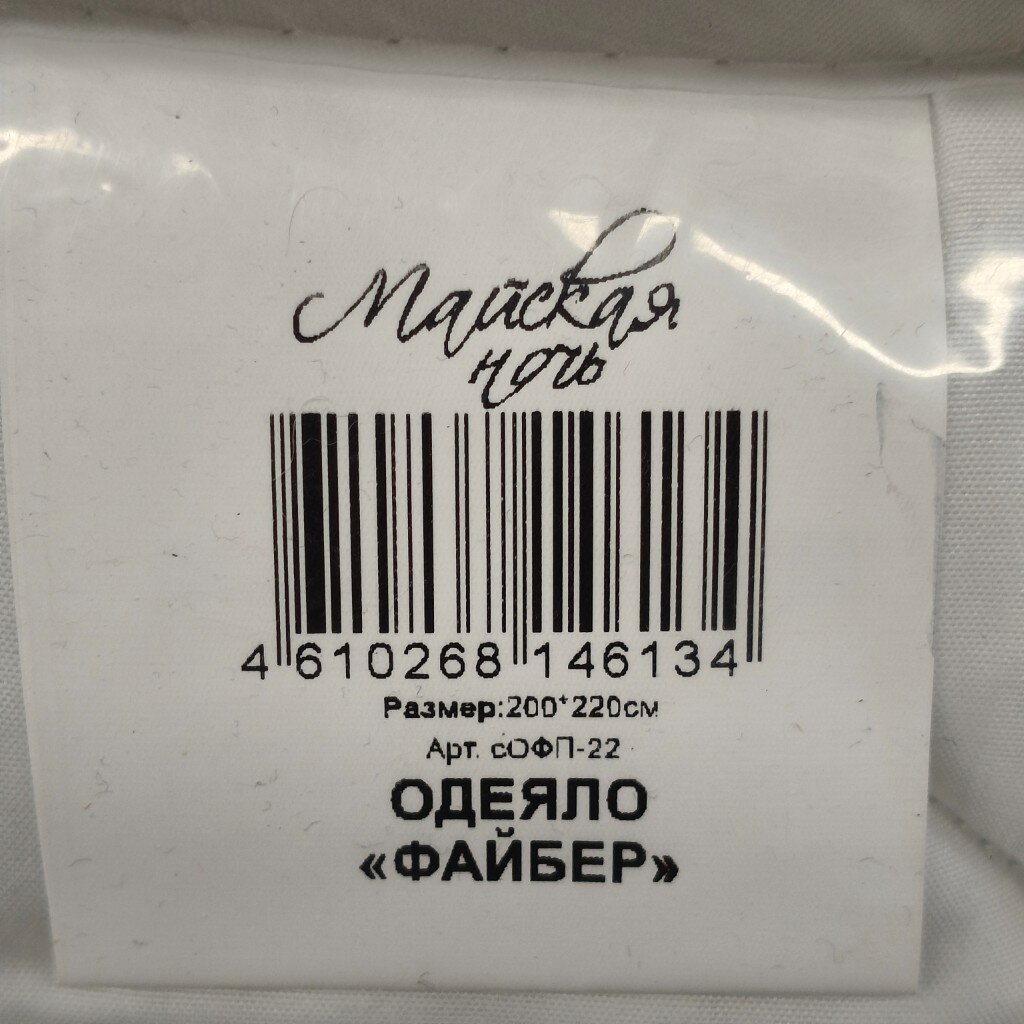 Майская
ночь
4 610268 146134
Размер:200*220см
Арт. сОФП-22
ОДЕЯЛО
«ФАЙБЕР»